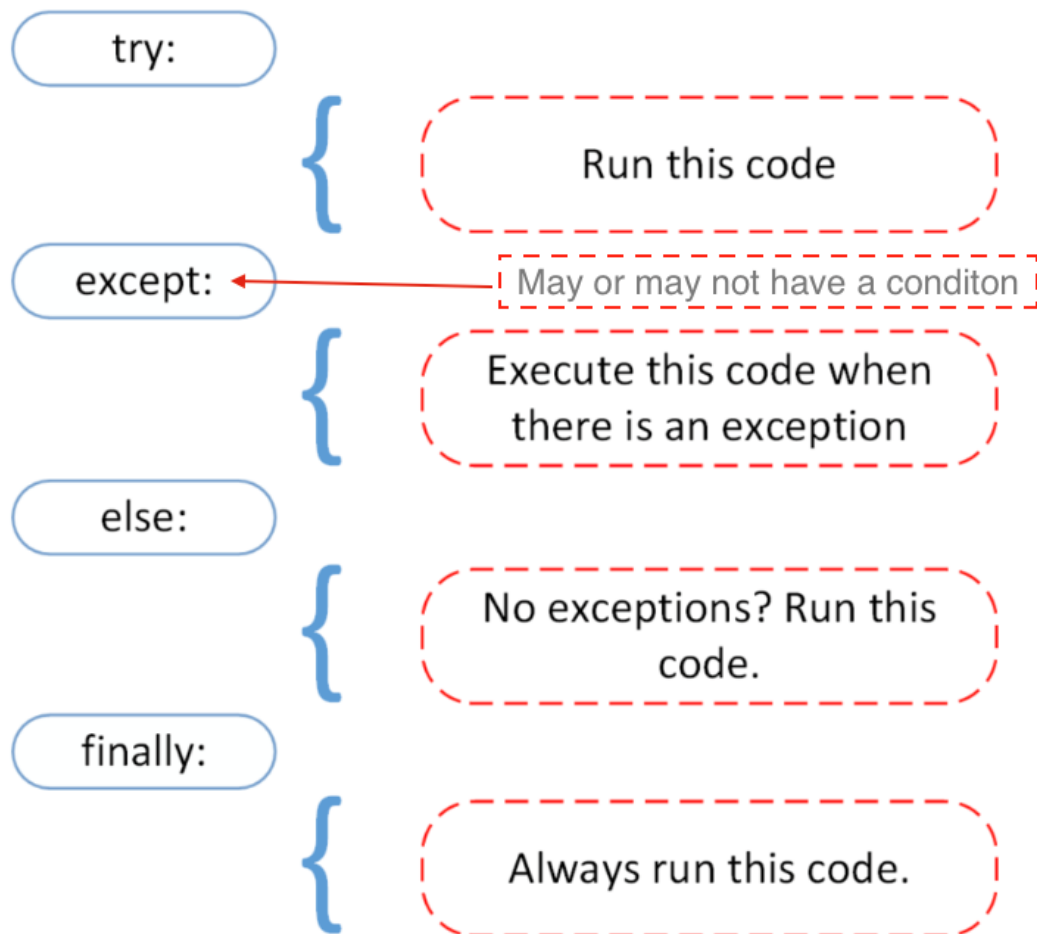 try:
Run this code
except:
May or may not have a conditon
Execute this code when
there is an exception
else:
No exceptions? Run this
code.
finally:
Always run this code.